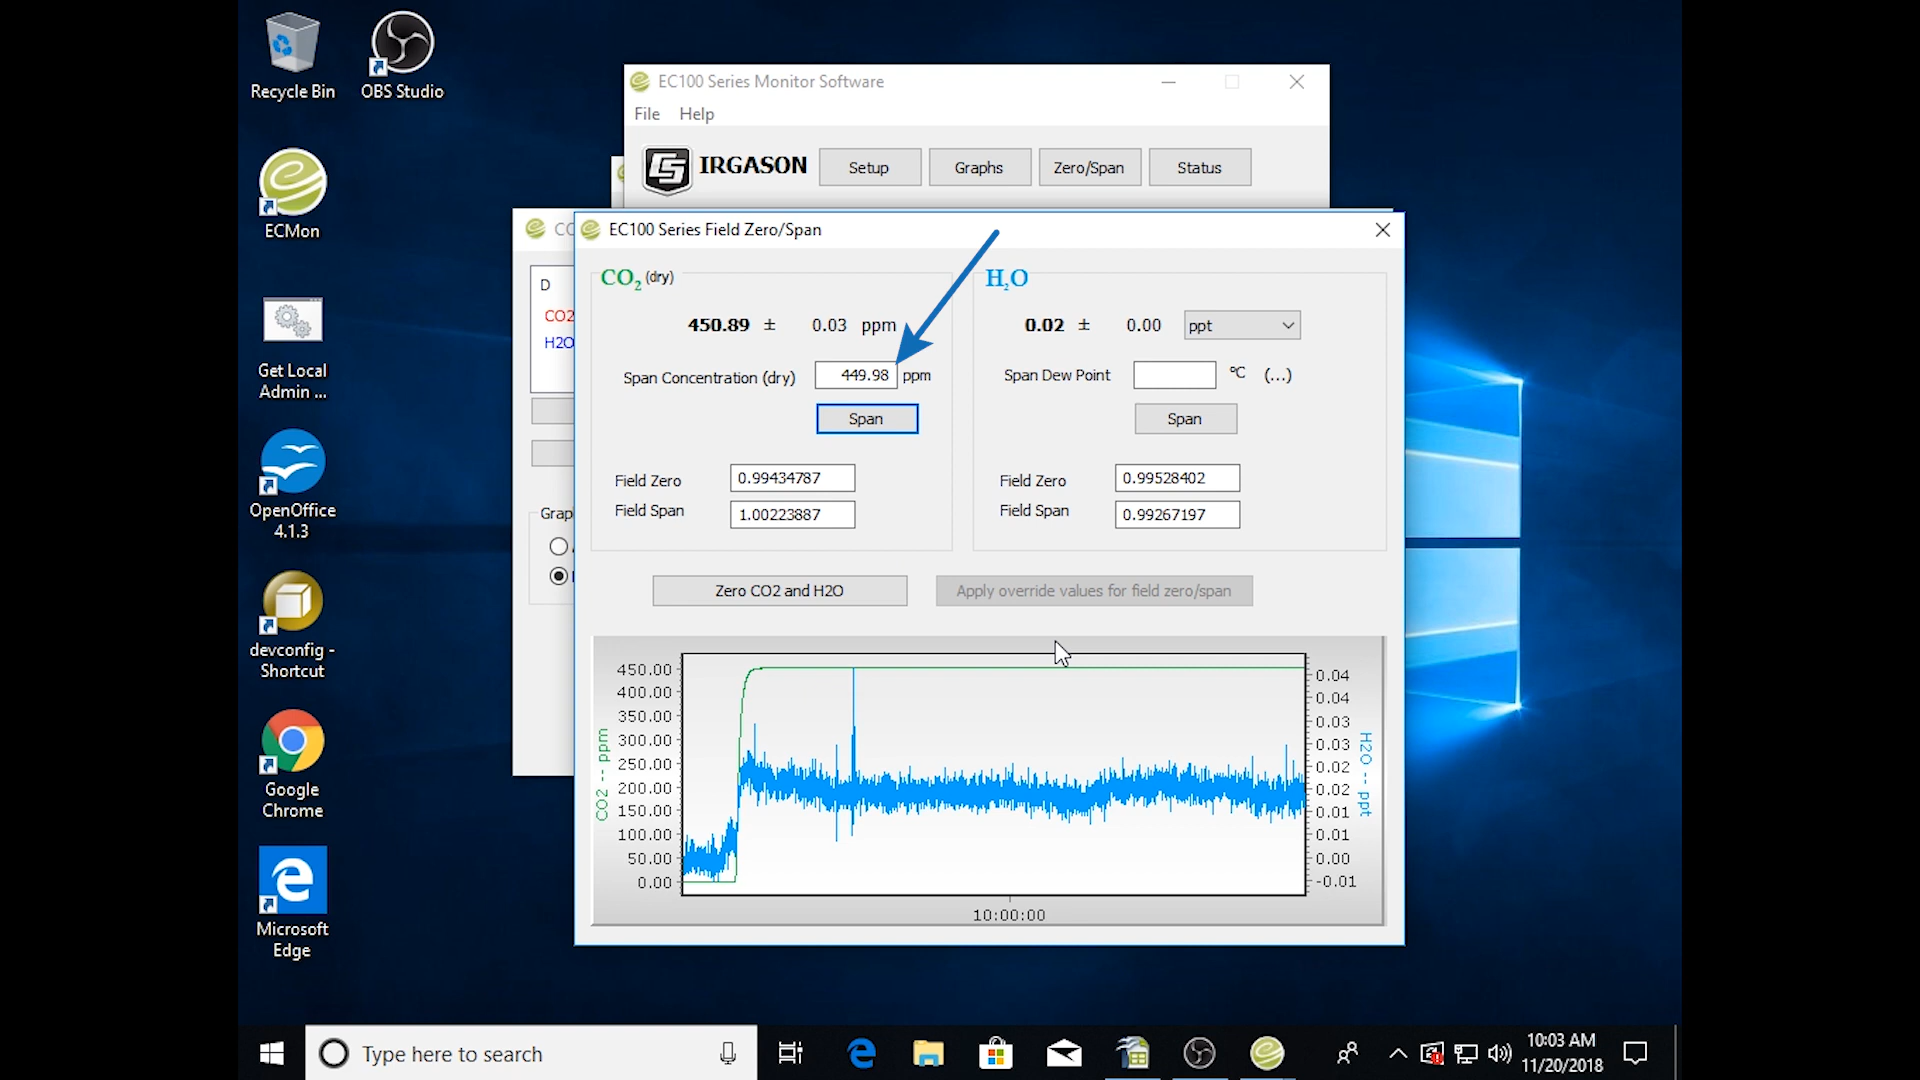 Recycle Bin
OBS Studio
ECMon
Get Local
Admin ...
OpenOffice
4.1.3
devconfig -
Shortcut
Google
Chrome
Microsoft
Edge
EC100 Series Monitor Software
File Help
IRGASON
Setup
Graphs
Zero/Span
Status
D
CO2
H2O
EC100 Series Field Zero/Span
CO2 (dry)
450.89 ± 0.03 ppm
Span Concentration (dry) 449.98 ppm
Span
Field Zero 0.99434787
Field Span 1.00223887
H2O
0.02 ± 0.00 ppt
Span Dew Point ºC (...)
Span
Field Zero 0.99528402
Field Span 0.99267197
Zero CO2 and H2O
Apply override values for field zero/span
CO2 -- ppm
450.00
400.00
350.00
300.00
250.00
200.00
150.00
100.00
50.00
0.00
0.04
0.04
0.03
0.03
0.02
0.02
0.01
0.01
0.00
-0.01
H2O -- ppt
10:00:00
Type here to search
10:03 AM
11/20/2018